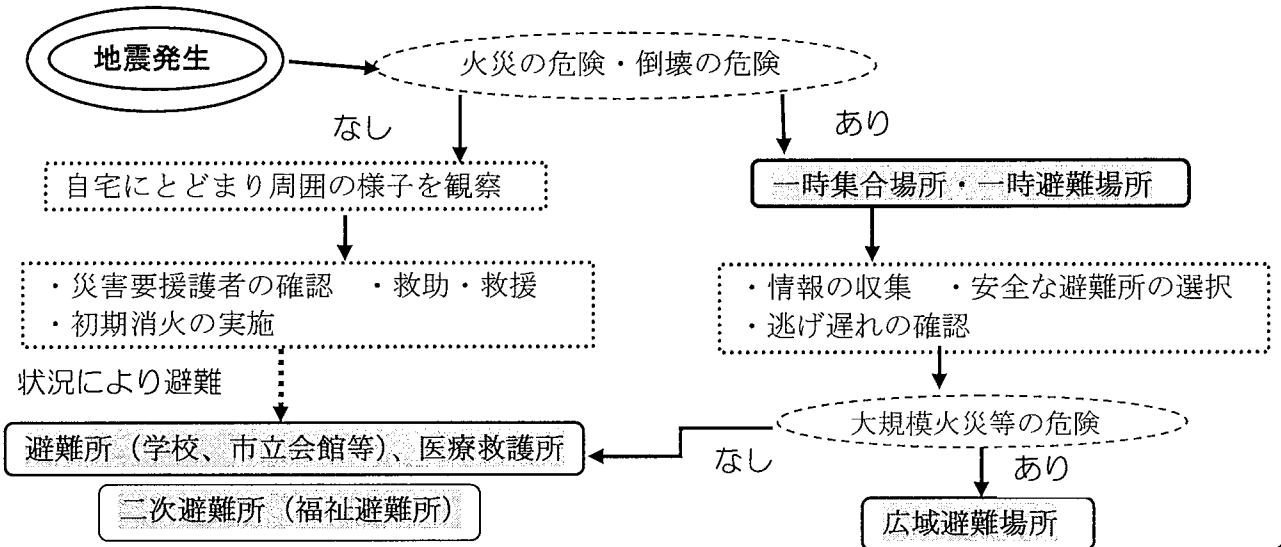 地震発生
火災の危険・倒壊の危険
なし
あり
自宅にとどまり周囲の様子を観察
一時集合場所・一時避難場所
・災害要援護者の確認　・救助・救援
・初期消火の実施
・情報の収集　・安全な避難所の選択
・逃げ遅れの確認
状況により避難
大規模火災等の危険
避難所（学校、市立会館等）、医療救護所
なし
あり
二次避難所（福祉避難所）
広域避難場所